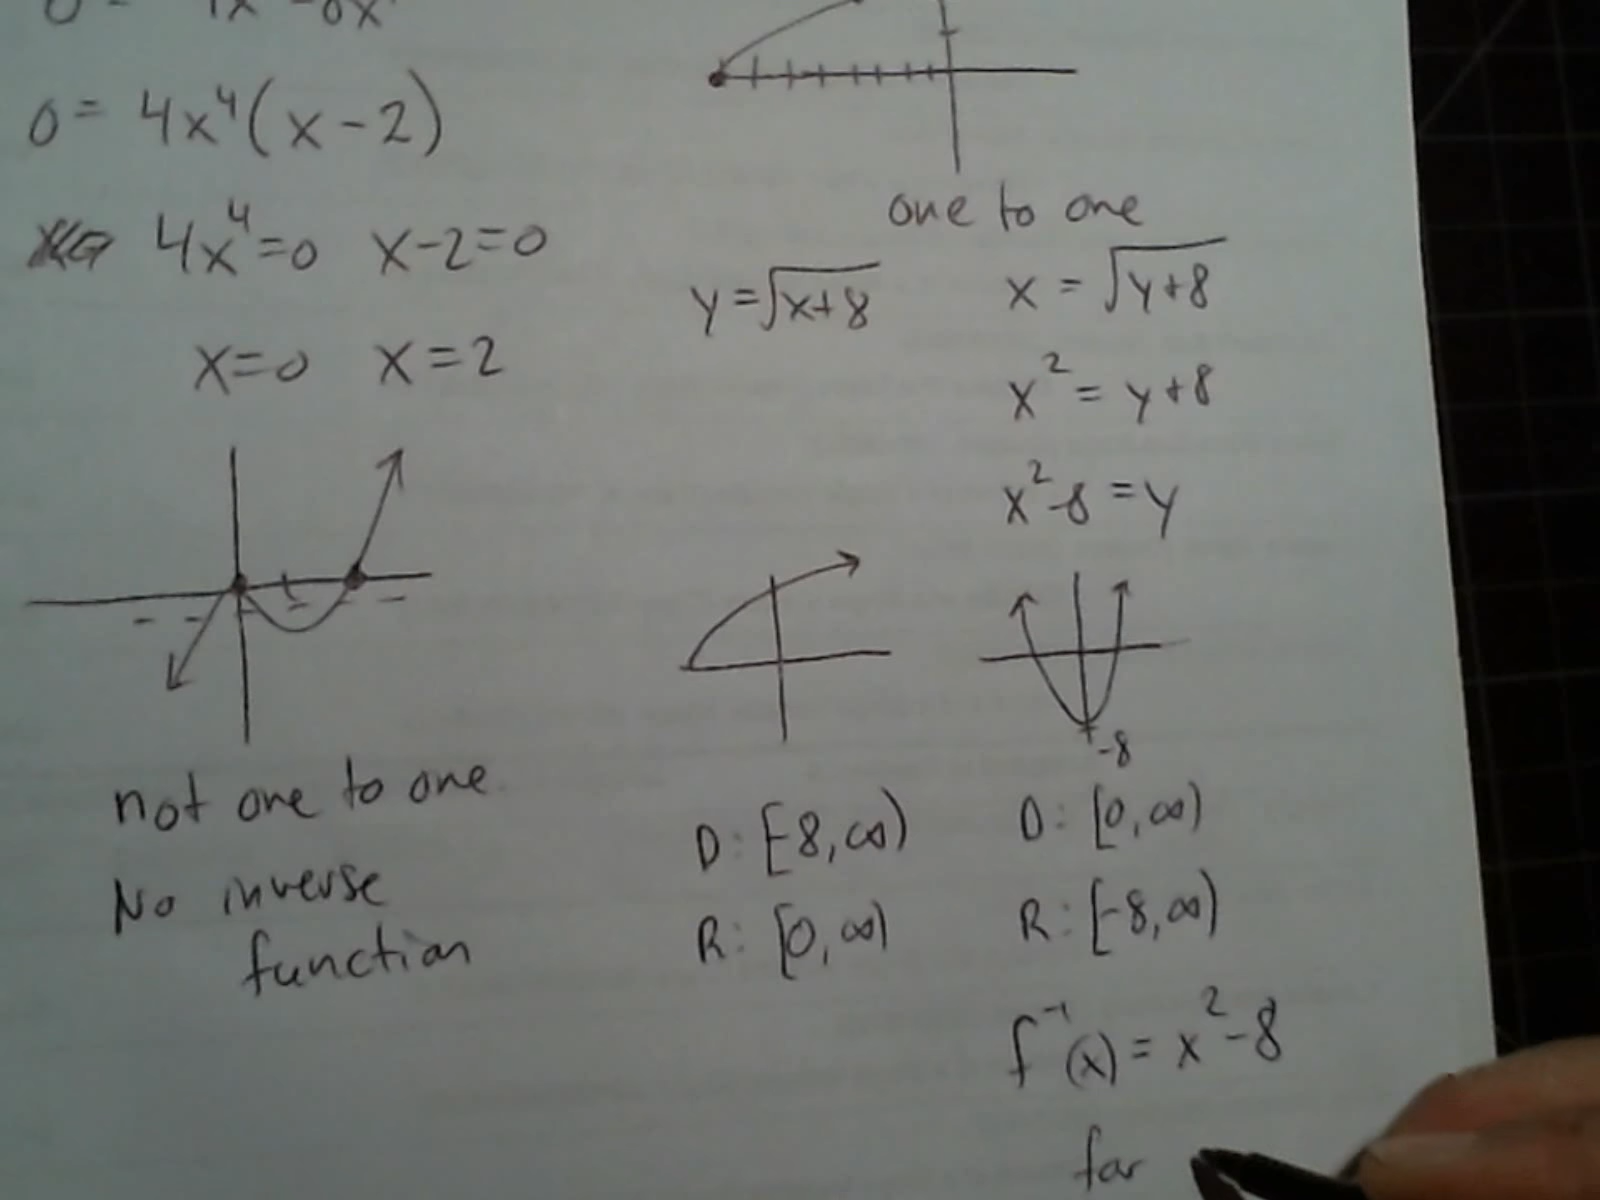 0 = 4x⁴(x-2)
4x⁴=0 x-2=0
x=0 x=2
not one to one
No inverse
function
one to one
y=√x+8 x = √y+8
x² = y+8
x²-8 = y
-8
D: [-8,∞) D: [0,∞)
R: [0,∞) R: [-8,∞)
f⁻¹(x) = x²-8
for